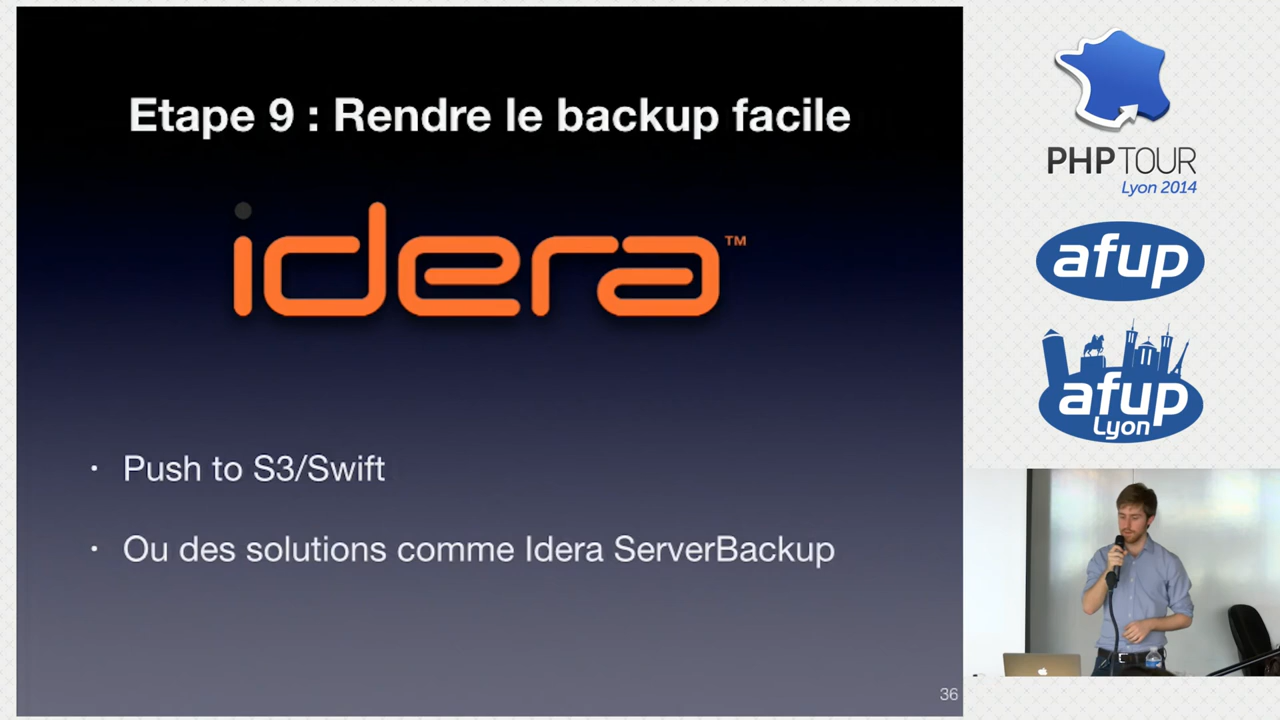 Etape 9 : Rendre le backup facile
idera™
• Push to S3/Swift
• Ou des solutions comme Idera ServerBackup
36
PHP TOUR
Lyon 2014
afup
afup
Lyon